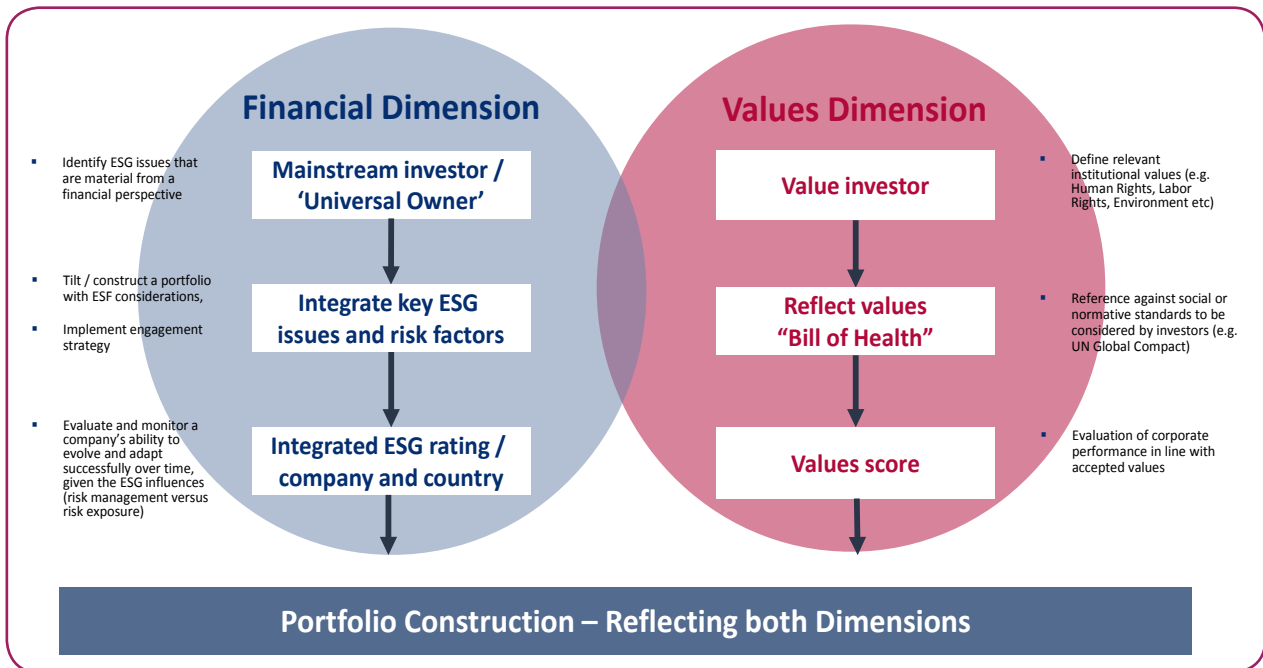 Financial Dimension
▪ Identify ESG issues that
are material from a
financial perspective
Mainstream investor /
‘Universal Owner’
▪ Tilt / construct a portfolio
with ESF considerations,
▪ Implement engagement
strategy
Integrate key ESG
issues and risk factors
▪ Evaluate and monitor a
company’s ability to
evolve and adapt
successfully over time,
given the ESG influences
(risk management versus
risk exposure)
Integrated ESG rating /
company and country
Values Dimension
Value investor
▪ Define relevant
institutional values (e.g.
Human Rights, Labor
Rights, Environment etc)
Reflect values
“Bill of Health”
▪ Reference against social or
normative standards to be
considered by investors (e.g.
UN Global Compact)
Values score
▪ Evaluation of corporate
performance in line with
accepted values
Portfolio Construction – Reflecting both Dimensions